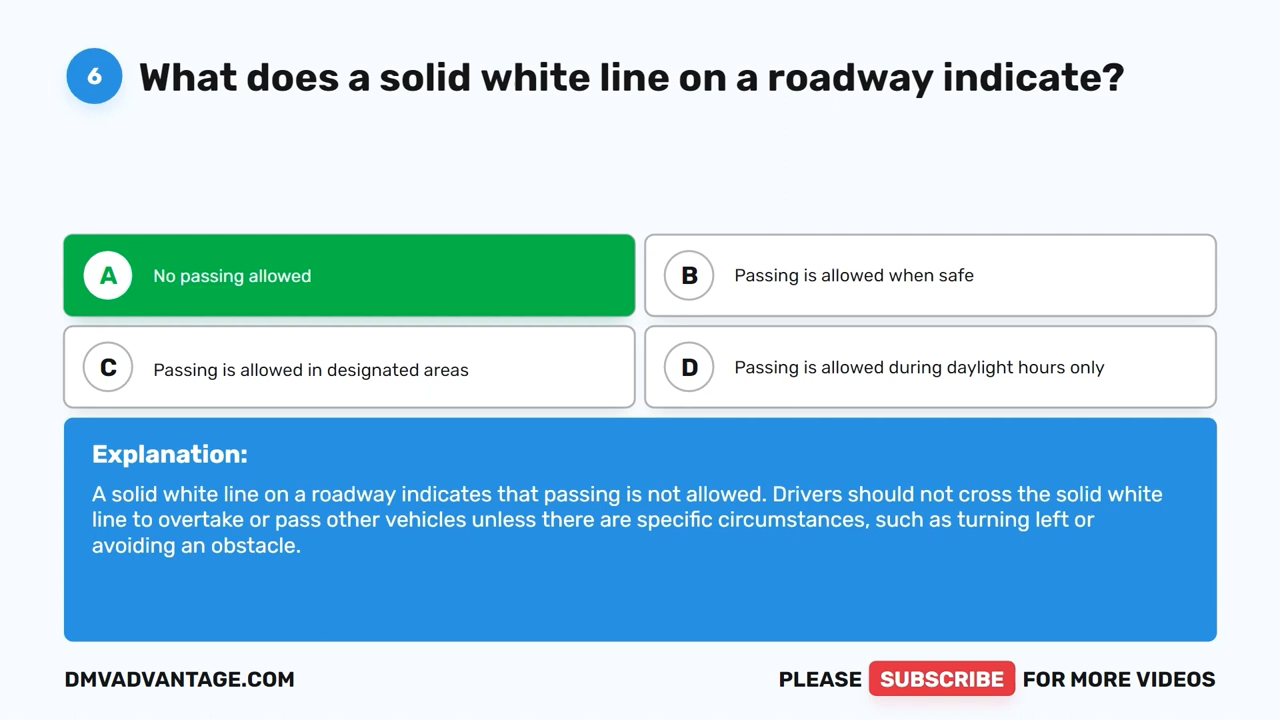 6 What does a solid white line on a roadway indicate?
A No passing allowed
B Passing is allowed when safe
C Passing is allowed in designated areas
D Passing is allowed during daylight hours only
Explanation:
A solid white line on a roadway indicates that passing is not allowed. Drivers should not cross the solid white
line to overtake or pass other vehicles unless there are specific circumstances, such as turning left or
avoiding an obstacle.
DMVADVANTAGE.COM
PLEASE SUBSCRIBE FOR MORE VIDEOS